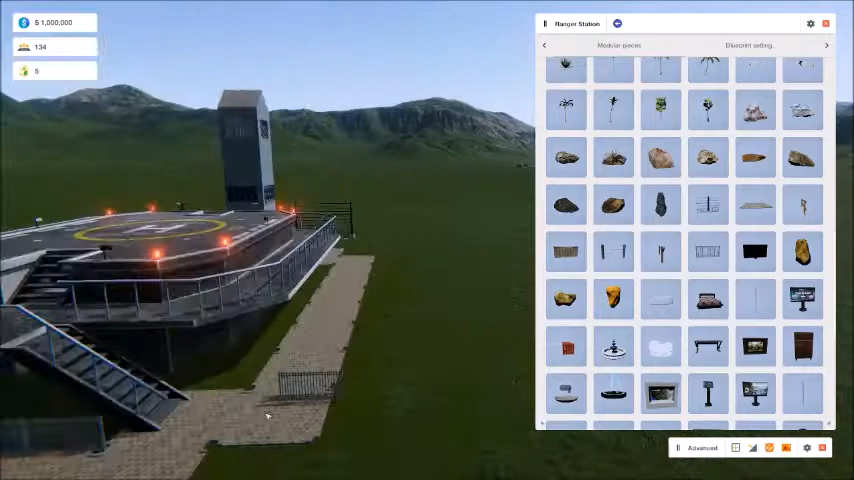 $ 1,000,000
134
5
Ranger Station
Modular pieces
Blueprint setting.
H
Advanced